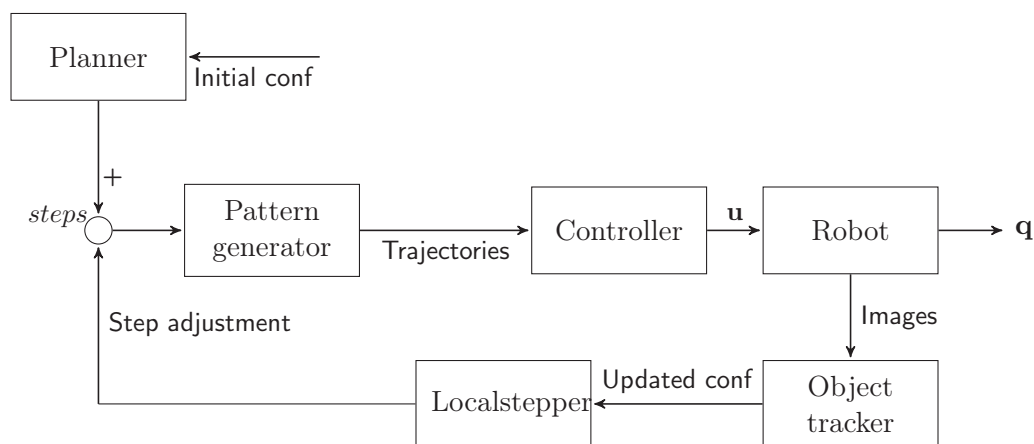 Planner
Initial conf
+
steps
Pattern
generator
Trajectories
Controller
u
Robot
q
Step adjustment
Images
Localstepper
Updated conf
Object
tracker